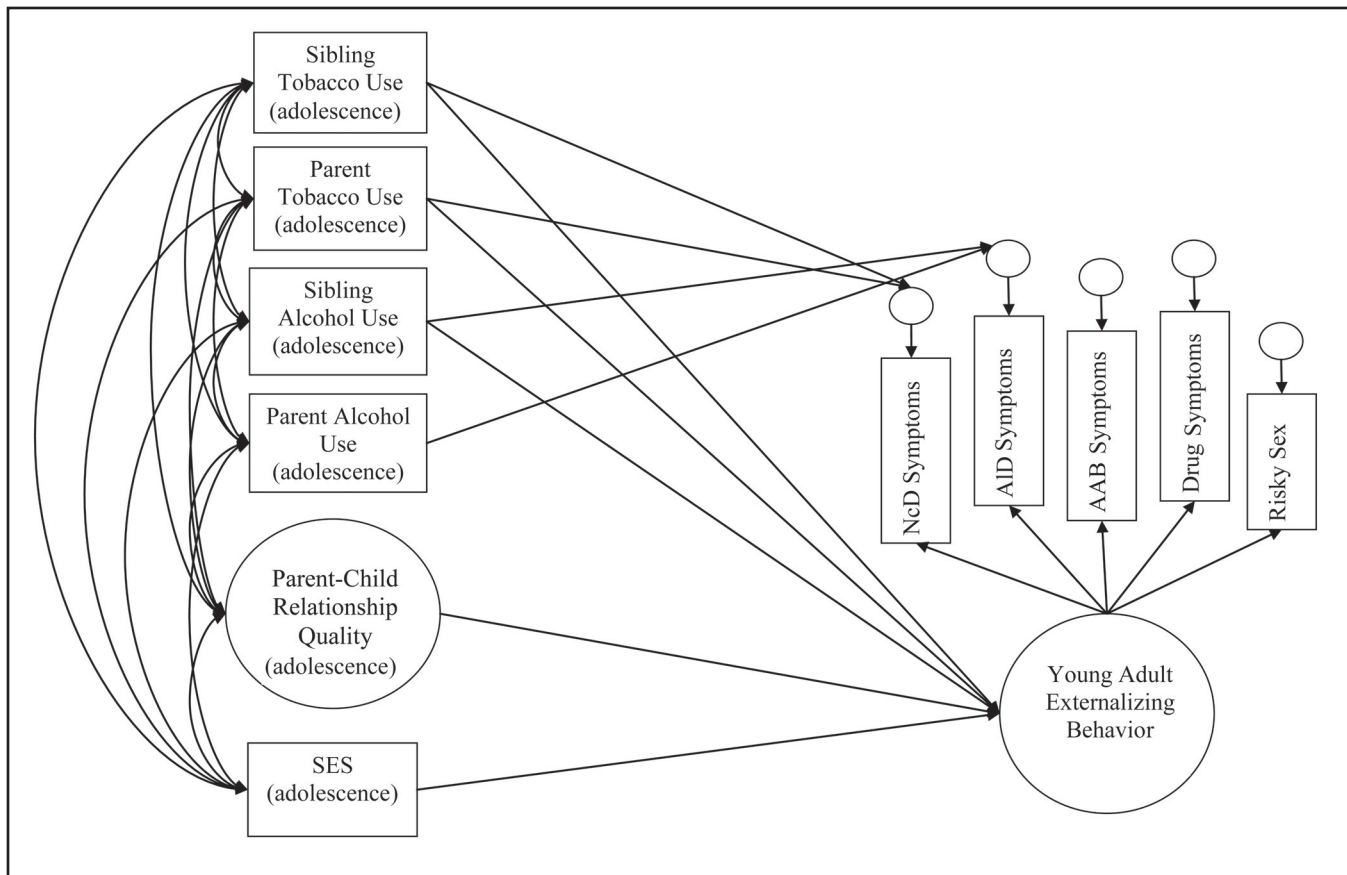 Sibling
Tobacco Use
(adolescence)
Parent
Tobacco Use
(adolescence)
Sibling
Alcohol Use
(adolescence)
Parent Alcohol
Use
(adolescence)
Parent-Child
Relationship
Quality
(adolescence)
SES
(adolescence)
NcD Symptoms
AlD Symptoms
AAB Symptoms
Drug Symptoms
Risky Sex
Young Adult
Externalizing
Behavior